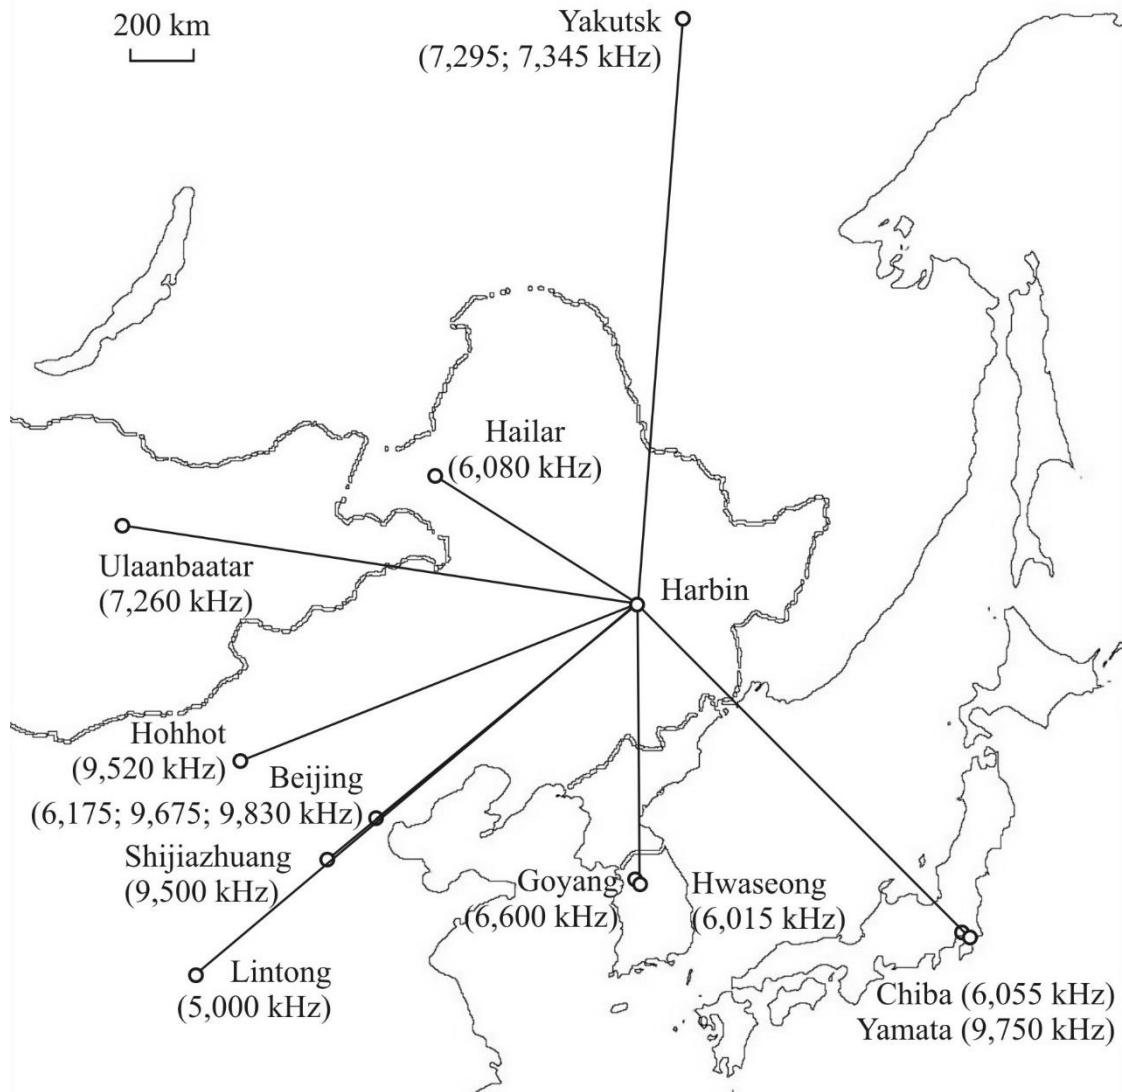 200 km
Yakutsk
(7,295; 7,345 kHz)
Hailar
(6,080 kHz)
Ulaanbaatar
(7,260 kHz)
Harbin
Hohhot
(9,520 kHz)
Beijing
(6,175; 9,675; 9,830 kHz)
Shijiazhuang
(9,500 kHz)
Goyang
(6,600 kHz)
Hwaseong
(6,015 kHz)
Lintong
(5,000 kHz)
Chiba (6,055 kHz)
Yamata (9,750 kHz)